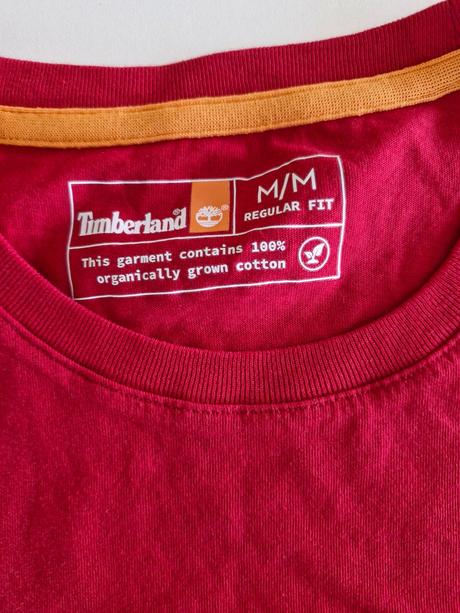 Timberland®
M/M
REGULAR FIT
This garment contains 100%
organically grown cotton